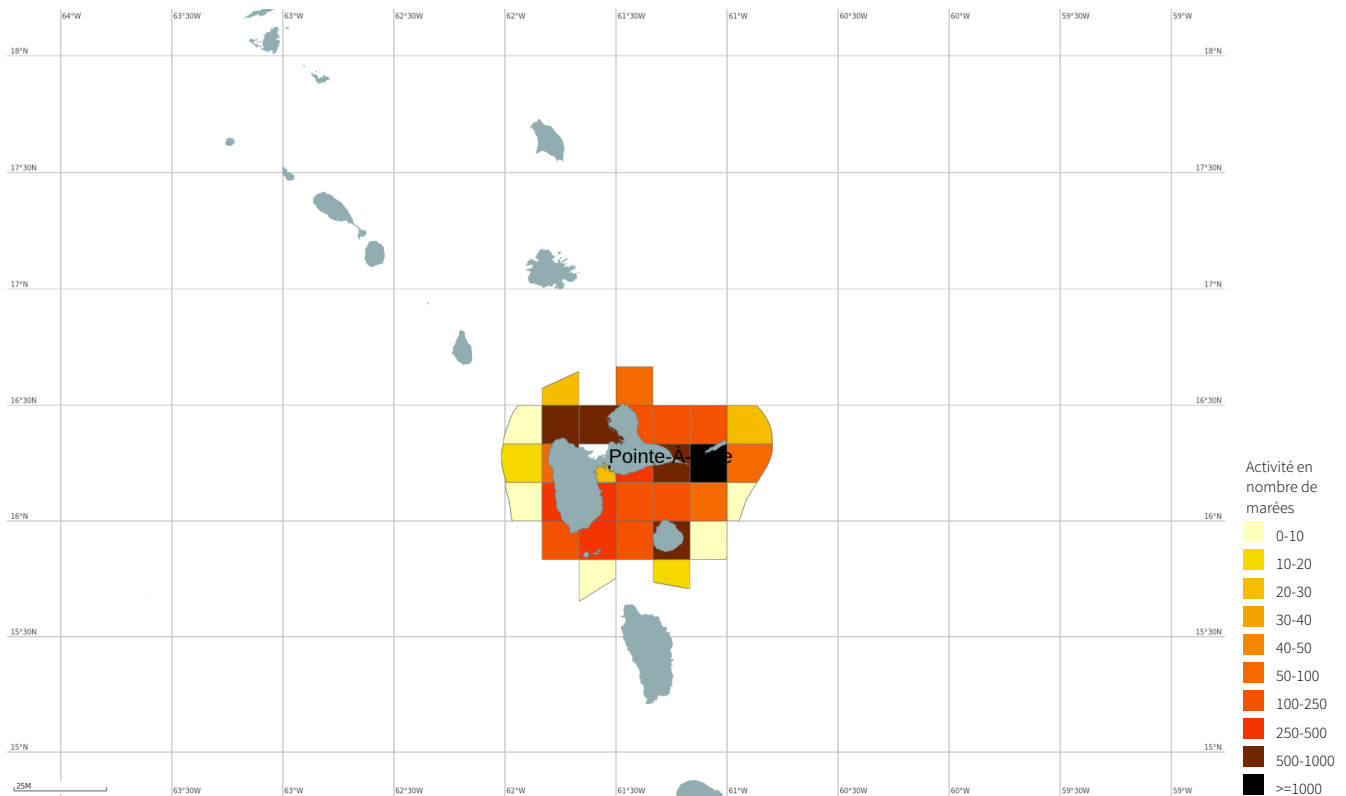 64°W 63°30W 63°W 62°30W 62°W 61°30W 61°W 60°30W 60°W 59°30W 59°W
18°N 18°N
17°30N 17°30N
17°N 17°N
16°30N 16°30N
Pointe-À-
16°N 16°N
15°30N 15°30N
15°N 15°N
25M
63°30W 63°W 62°30W 62°W 61°30W 61°W 60°30W 60°W 59°30W 59°W
Activité en
nombre de
marées
0-10
10-20
20-30
30-40
40-50
50-100
100-250
250-500
500-1000
>=1000